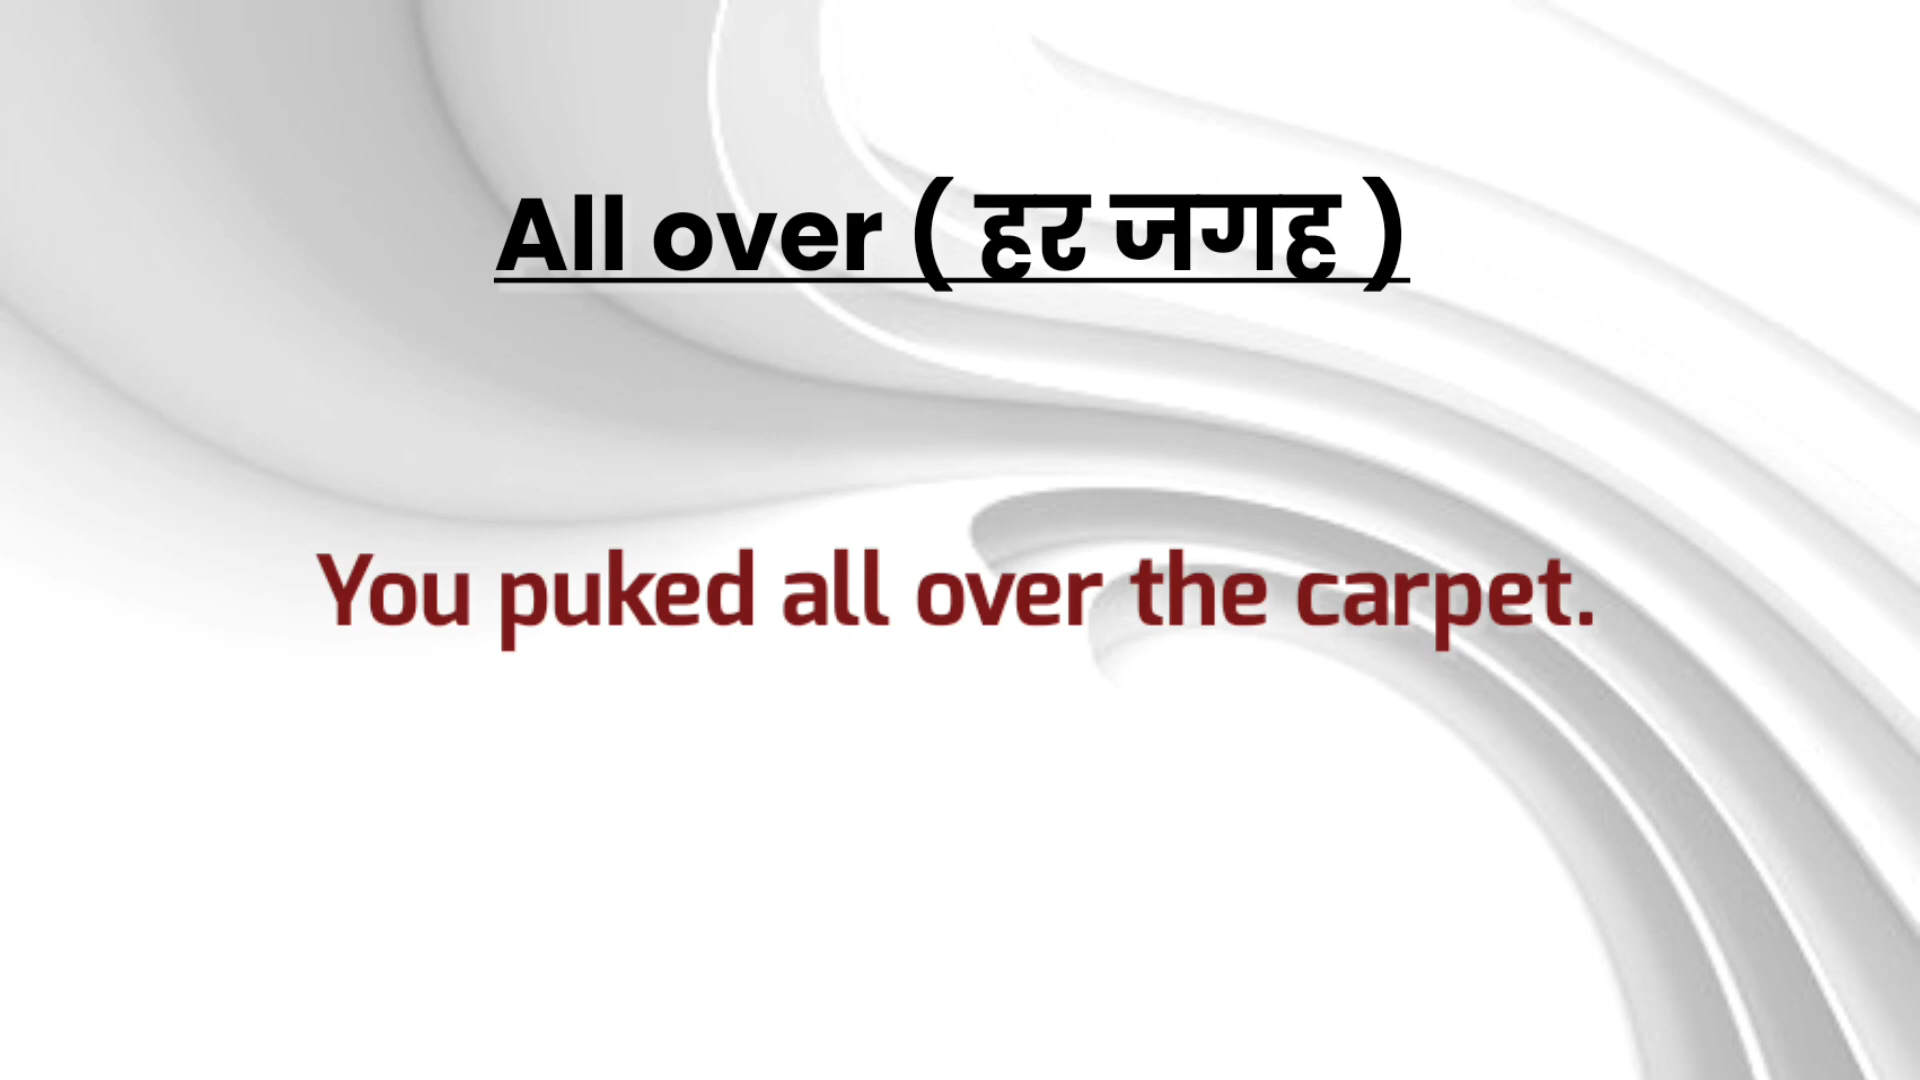 All over ( हर जगह )
You puked all over the carpet.